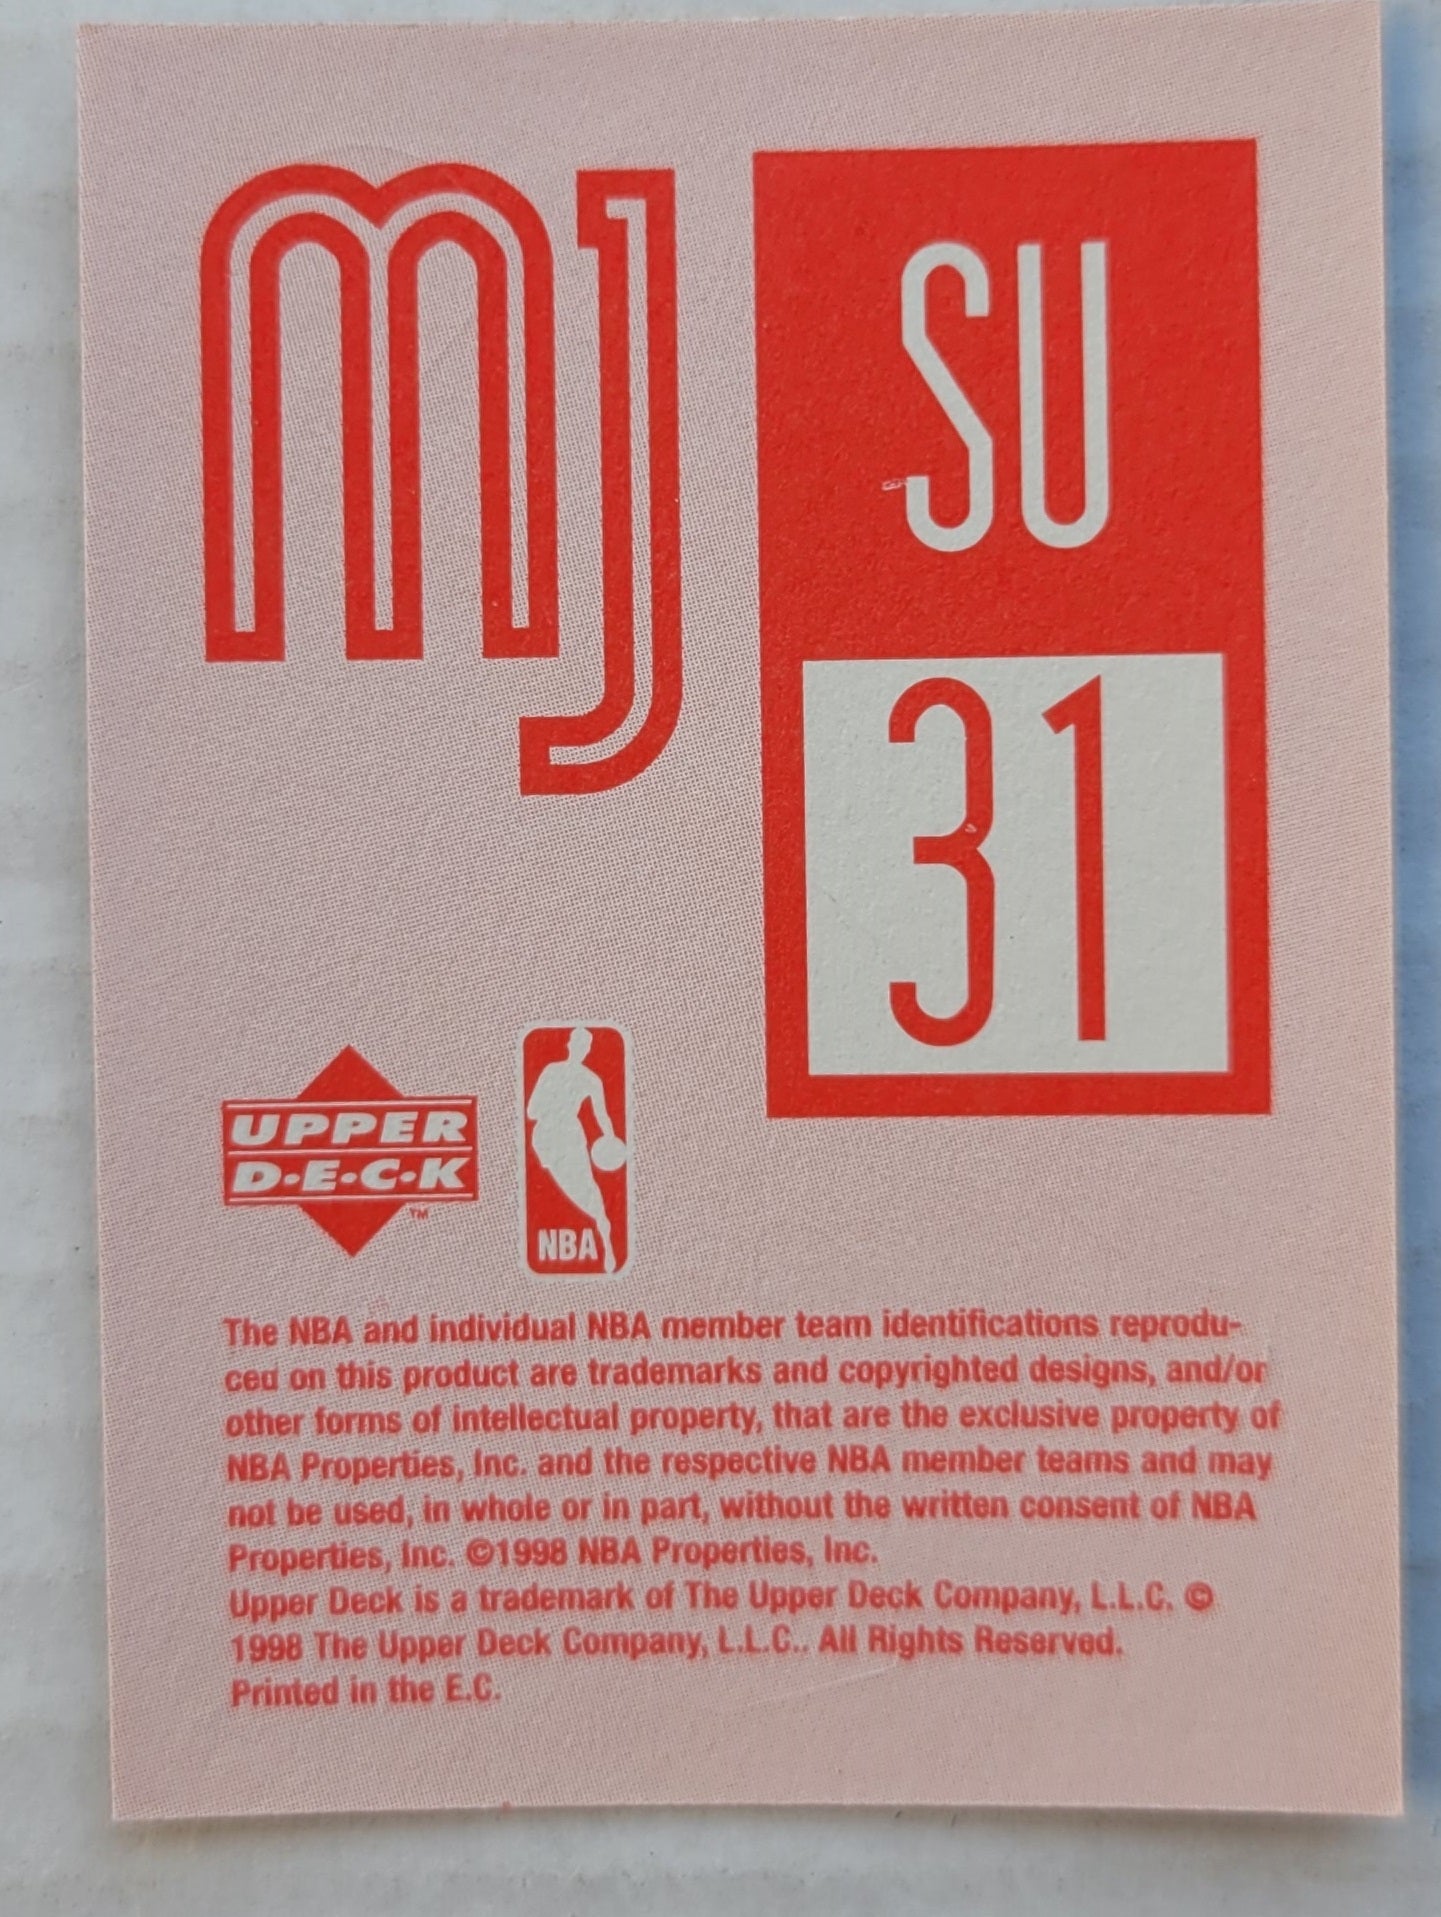 MJ
SU
31
UPPER
D·E·C·K
™
NBA
The NBA and individual NBA member team identifications reprodu-
ced on this product are trademarks and copyrighted designs, and/or
other forms of intellectual property, that are the exclusive property of
NBA Properties, Inc. and the respective NBA member teams and may
not be used, in whole or in part, without the written consent of NBA
Properties, Inc. ©1998 NBA Properties, Inc.
Upper Deck is a trademark of The Upper Deck Company, L.L.C. ©
1998 The Upper Deck Company, L.L.C.. All Rights Reserved.
Printed in the E.C.